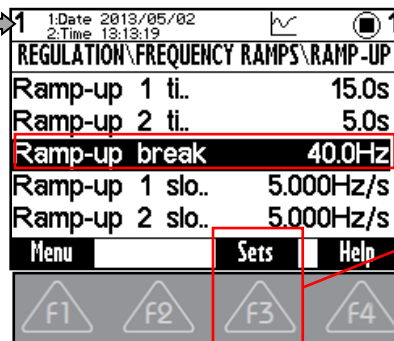 1 1:Date 2013/05/02
2:Time 13:13:19
REGULATION\FREQUENCY RAMPS\RAMP-UP
Ramp-up 1 ti.. 15.0s
Ramp-up 2 ti.. 5.0s
Ramp-up break 40.0Hz
Ramp-up 1 slo.. 5.000Hz/s
Ramp-up 2 slo.. 5.000Hz/s
Menu Sets Help
F1 F2 F3 F4